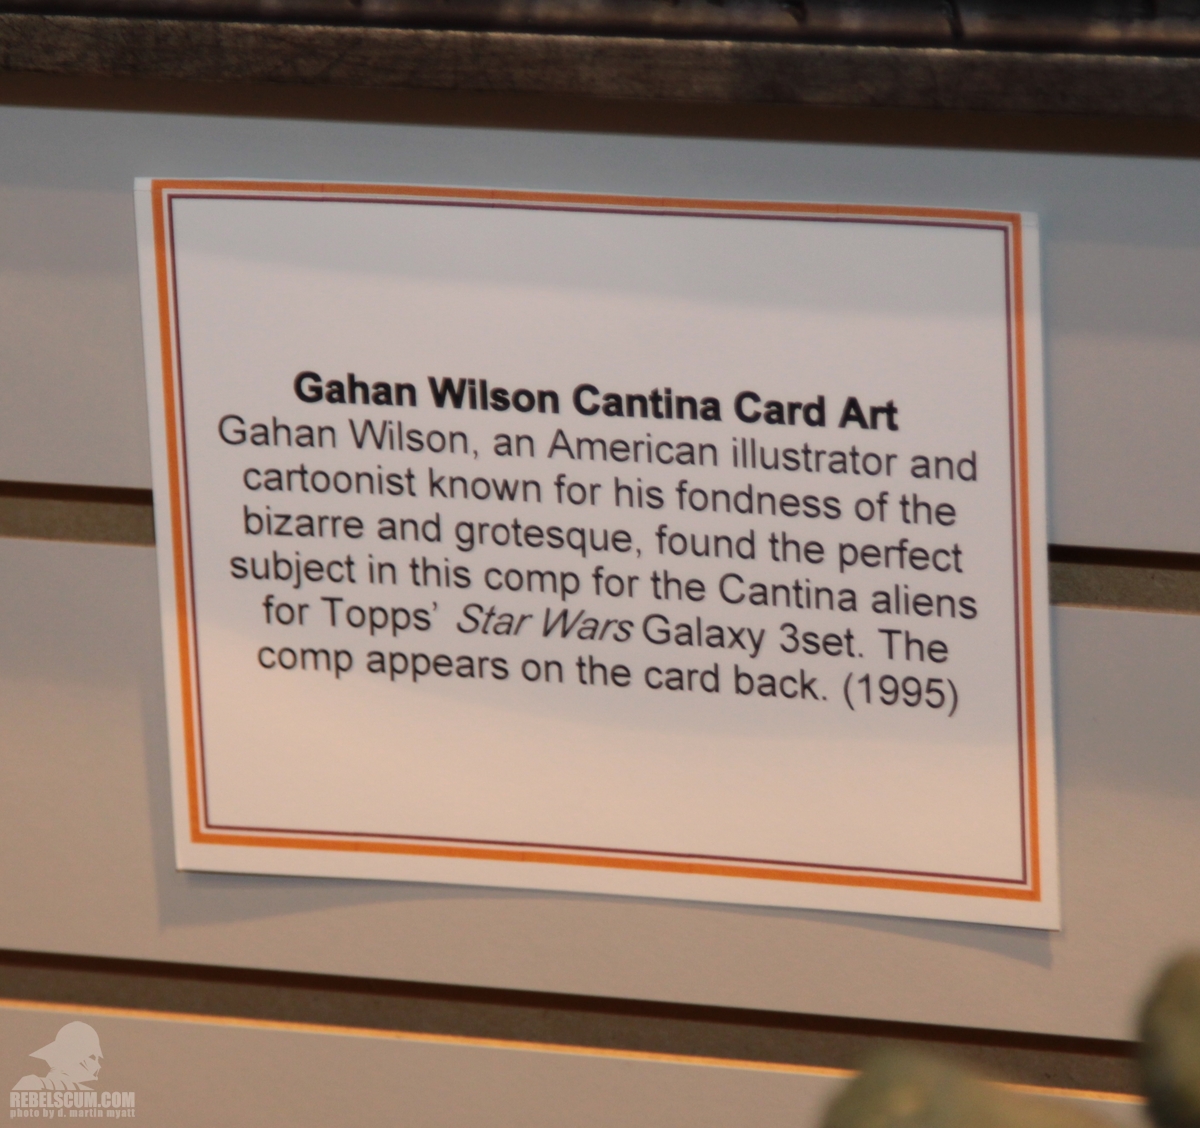 Gahan Wilson Cantina Card Art
Gahan Wilson, an American illustrator and
cartoonist known for his fondness of the
bizarre and grotesque, found the perfect
subject in this comp for the Cantina aliens
for Topps’ Star Wars Galaxy 3set. The
comp appears on the card back. (1995)
REBELSCUM.COM
photo by d. martin myatt